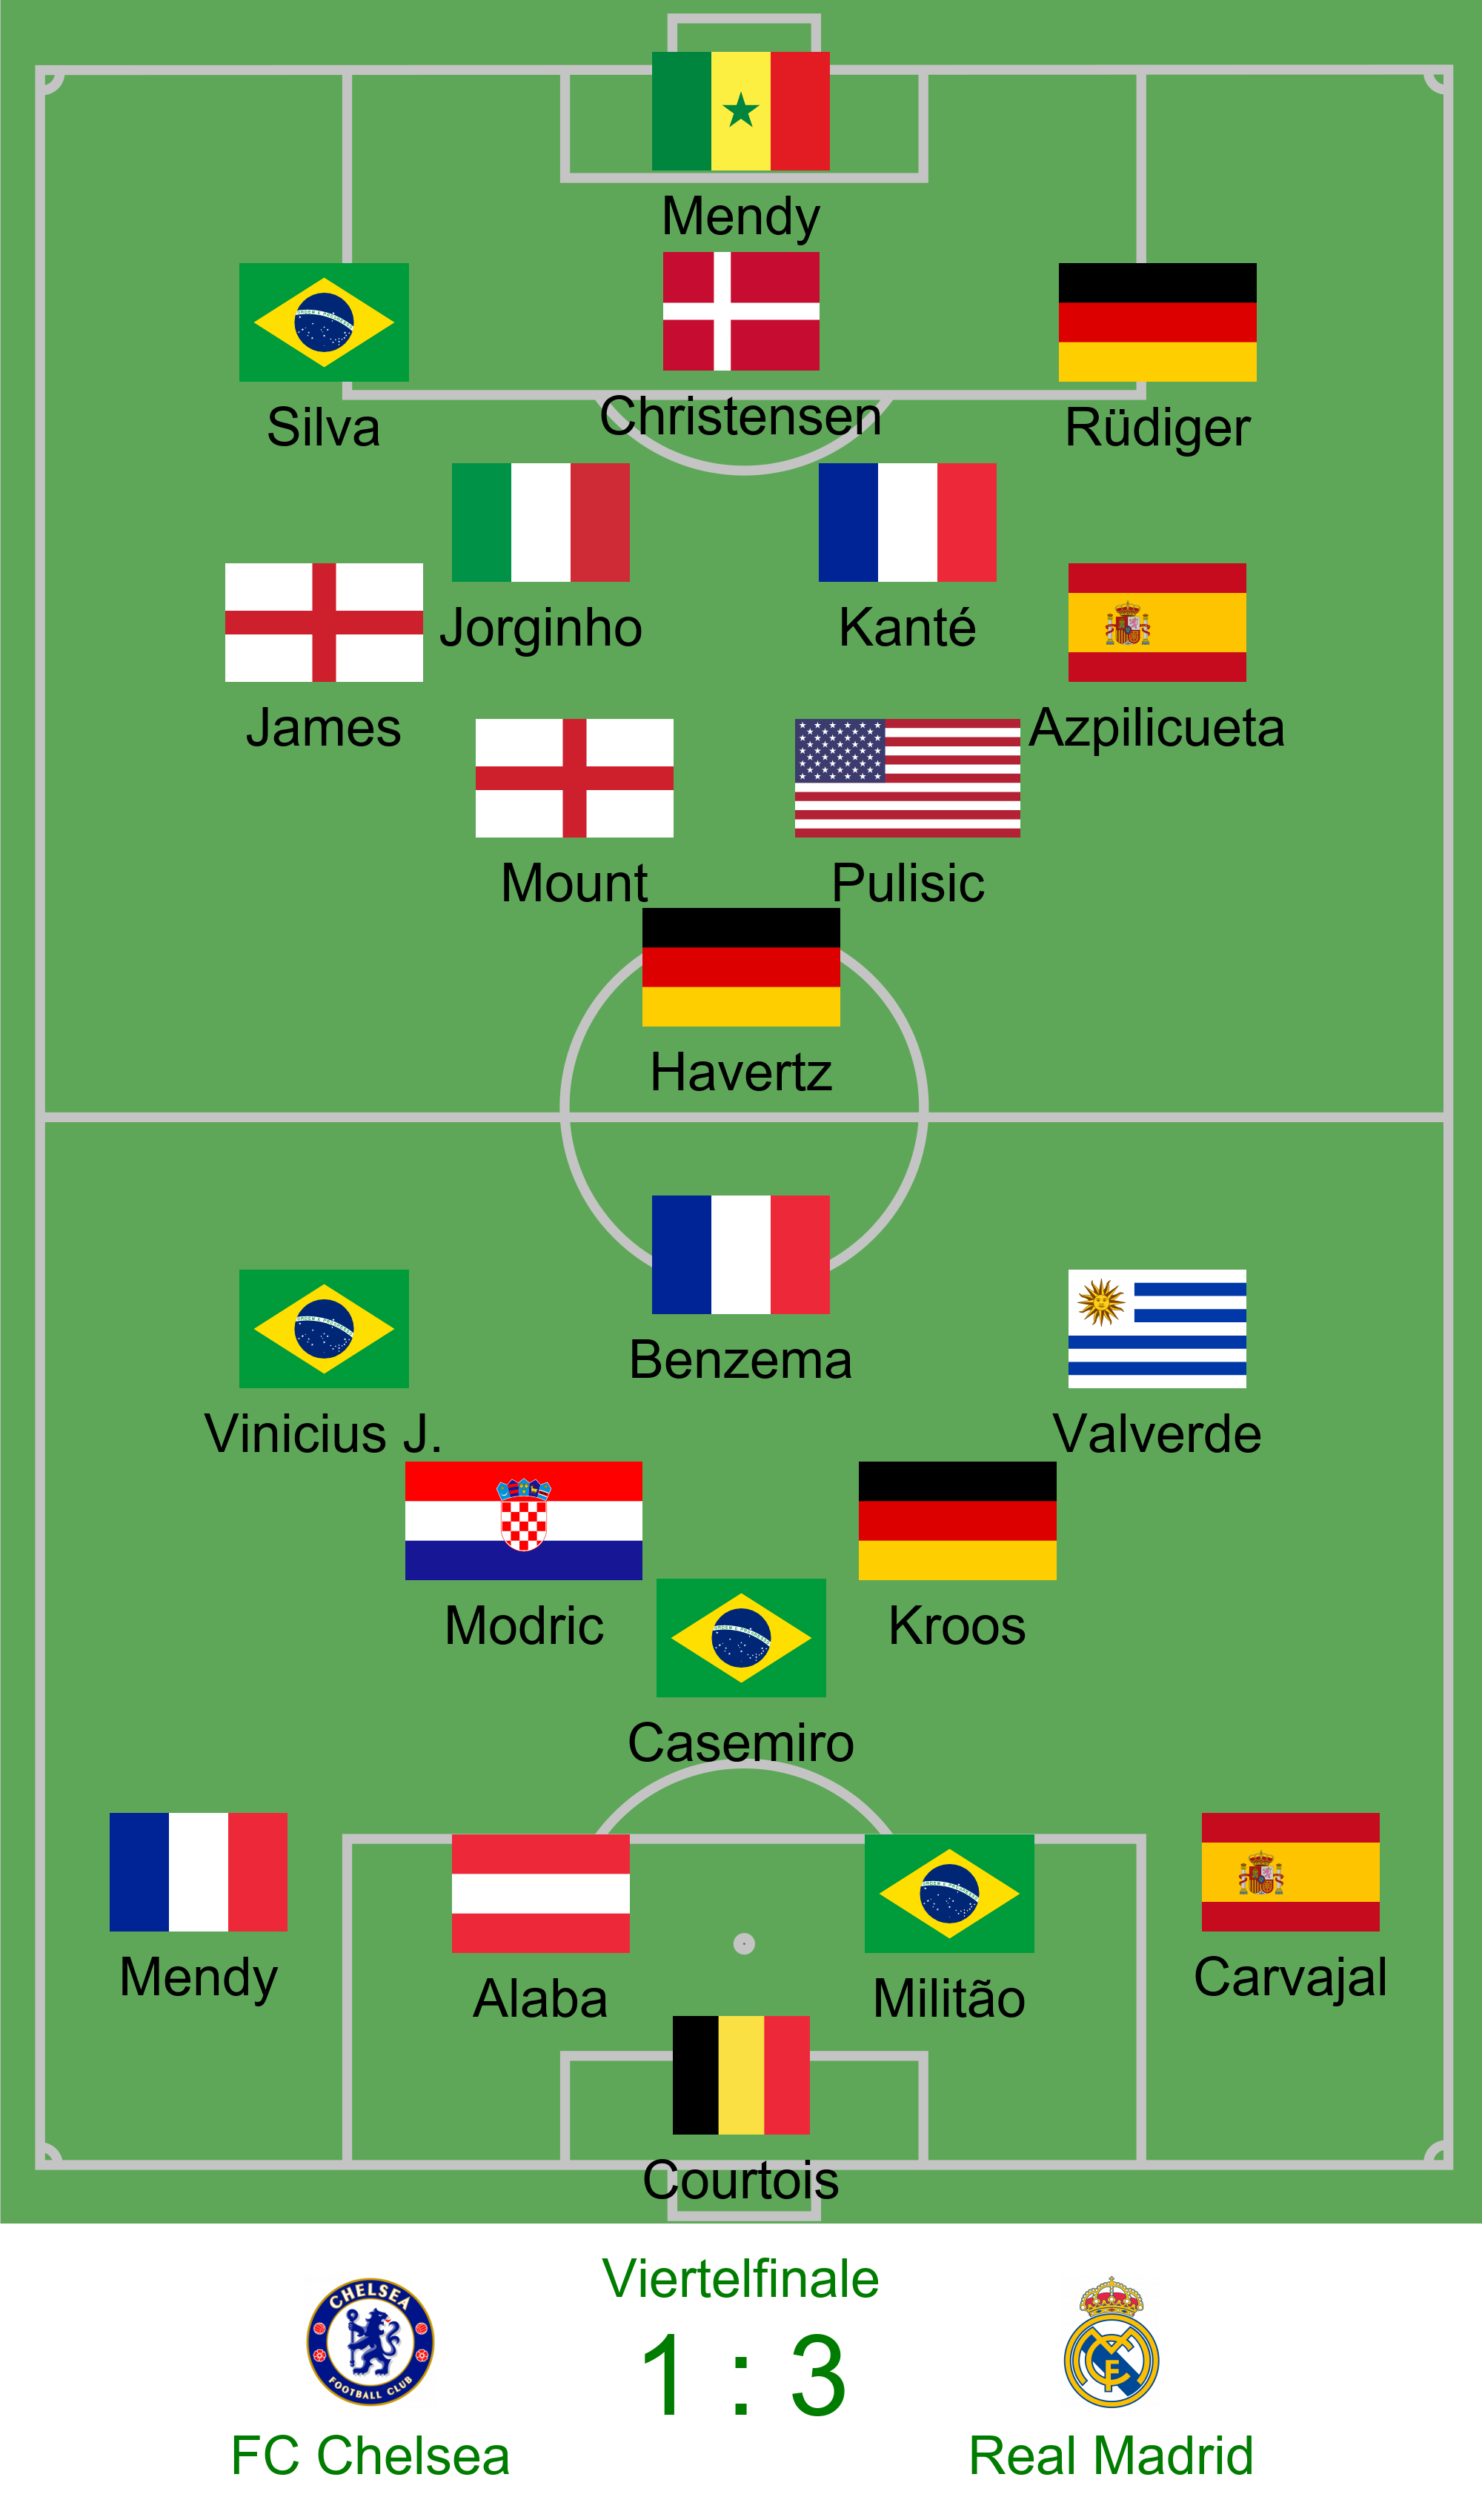 Mendy
Silva
Christensen
Rüdiger
Jorginho
Kanté
James
Azpilicueta
Mount
Pulisic
Havertz
Benzema
Vinicius J.
Valverde
Modric
Kroos
Casemiro
Mendy
Alaba
Militão
Carvajal
Courtois
Viertelfinale
CHELSEA
FOOTBALL CLUB
1 : 3
FC Chelsea
Real Madrid